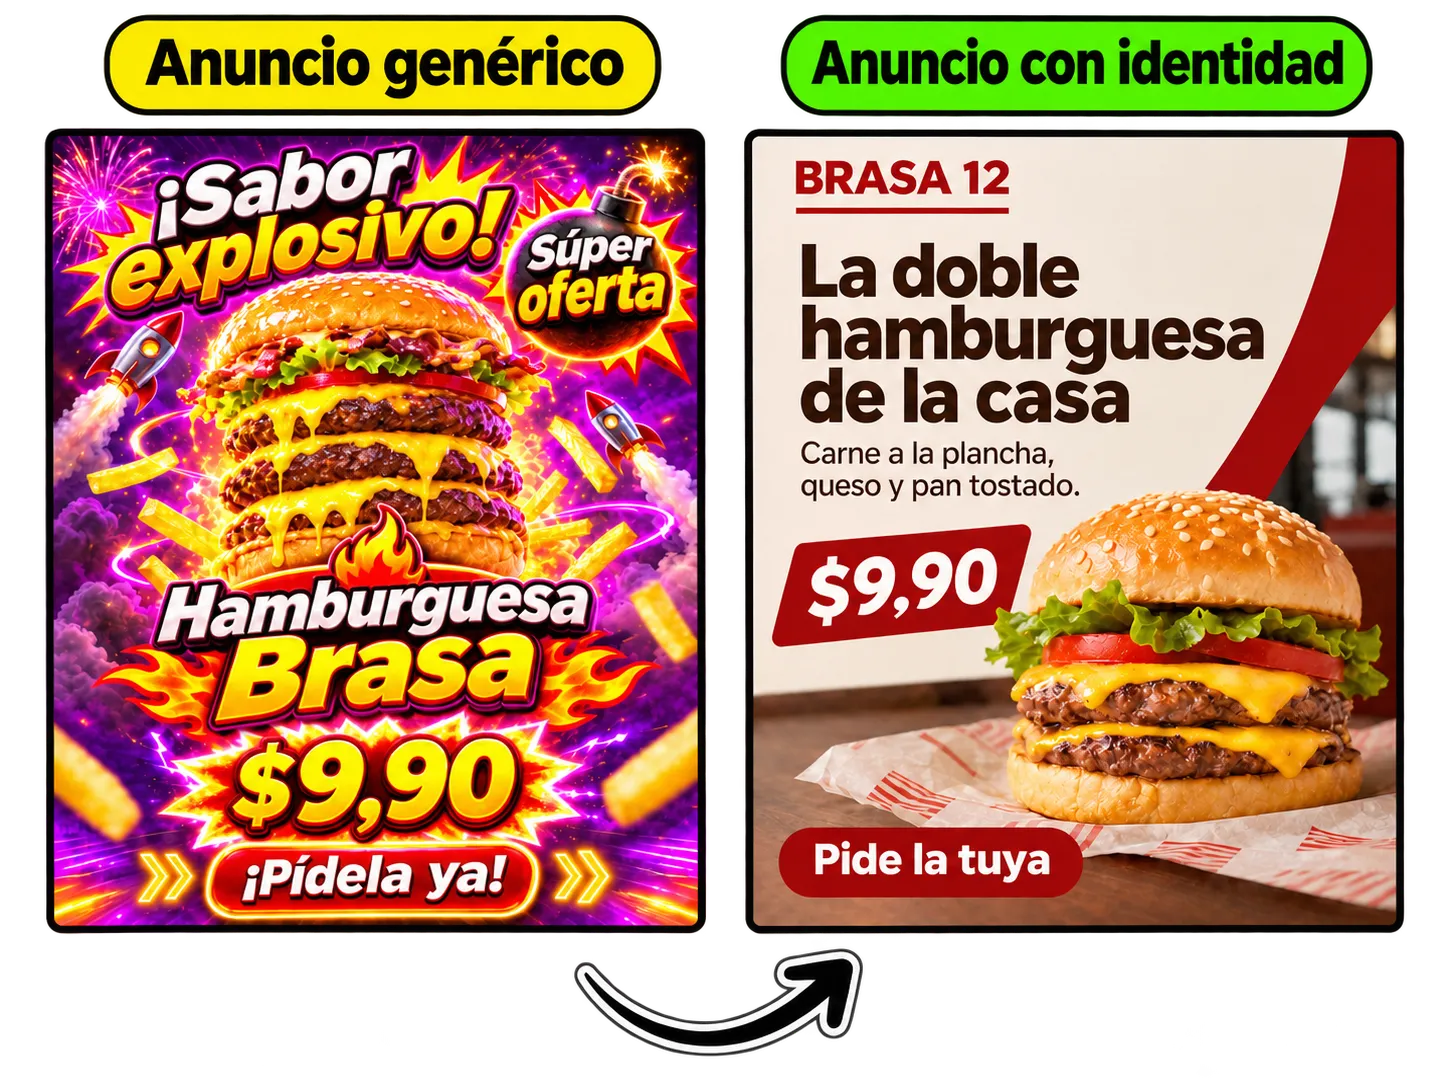 Anuncio genérico
¡Sabor
explosivo!
Súper
oferta
Hamburguesa
Brasa
$9,90
¡Pídela ya!
Anuncio con identidad
BRASA 12
La doble
hamburguesa
de la casa
Carne a la plancha,
queso y pan tostado.
$9,90
Pide la tuya